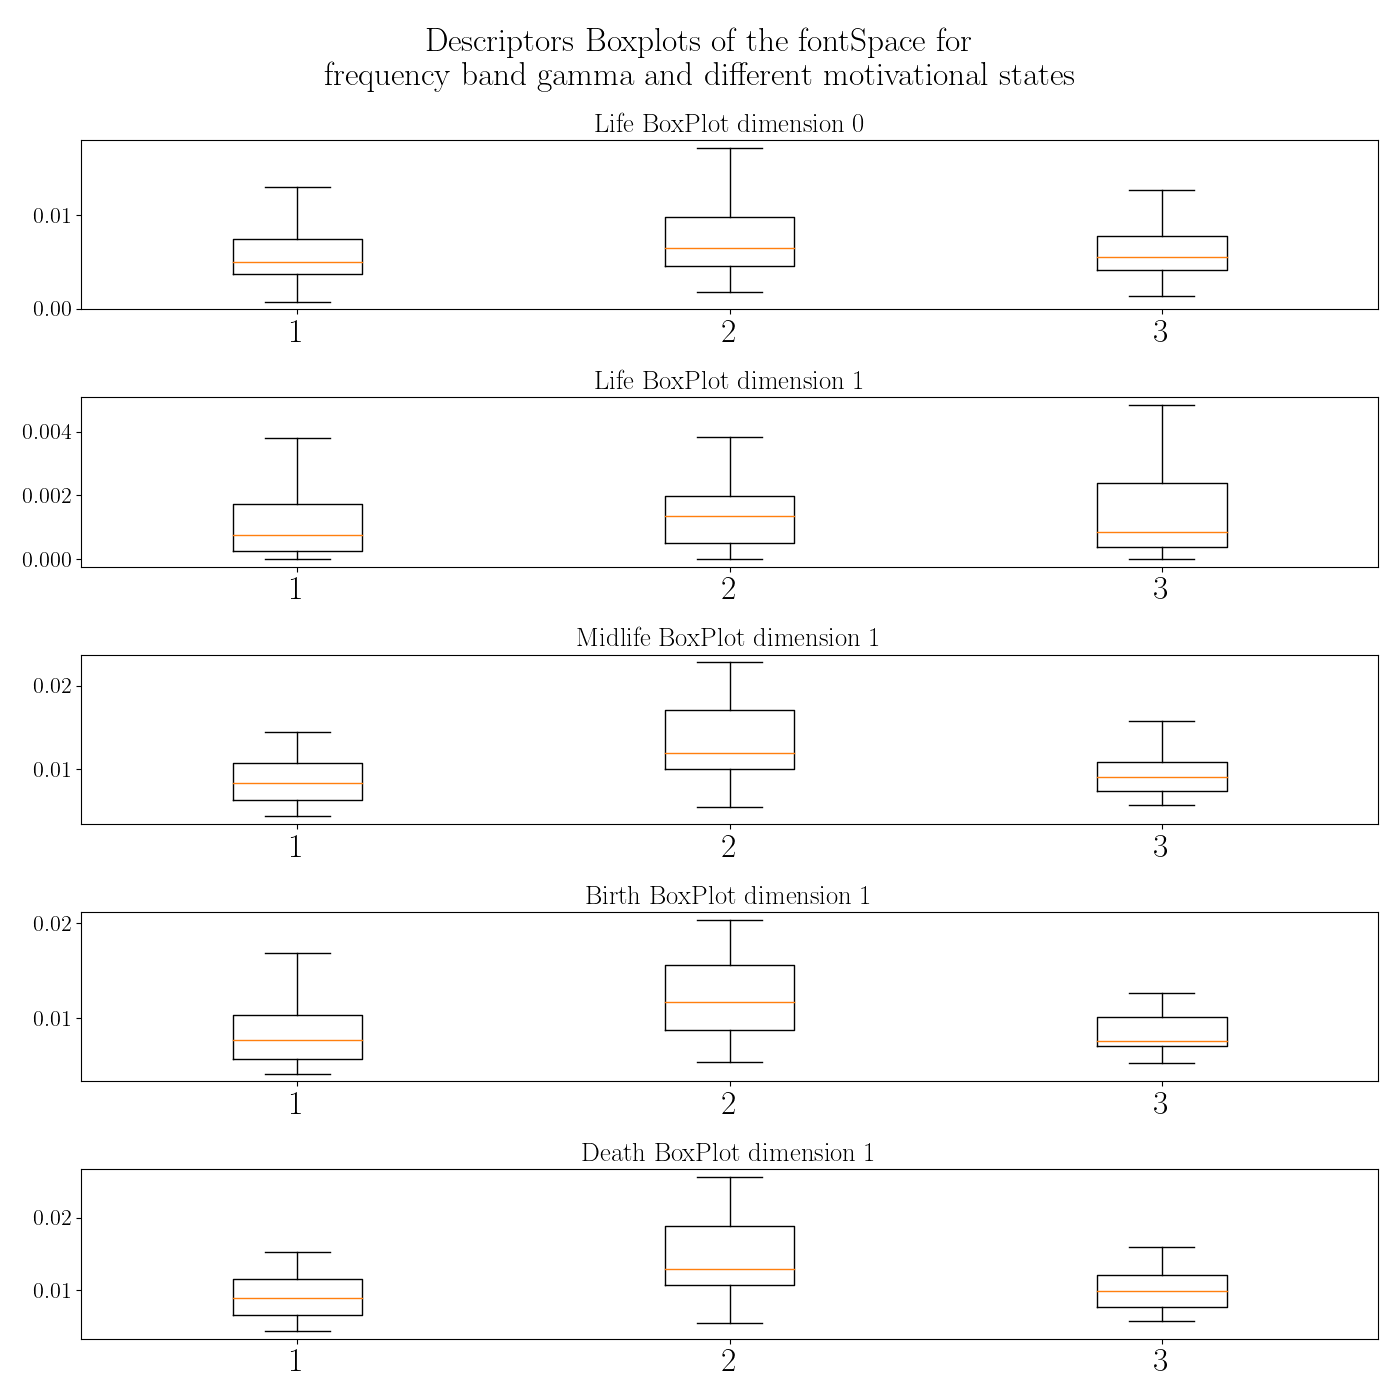 Descriptors Boxplots of the fontSpace for
frequency band gamma and different motivational states
Life BoxPlot dimension 0
0.01
0.00
1 2 3
Life BoxPlot dimension 1
0.004
0.002
0.000
1 2 3
Midlife BoxPlot dimension 1
0.02
0.01
1 2 3
Birth BoxPlot dimension 1
0.02
0.01
1 2 3
Death BoxPlot dimension 1
0.02
0.01
1 2 3